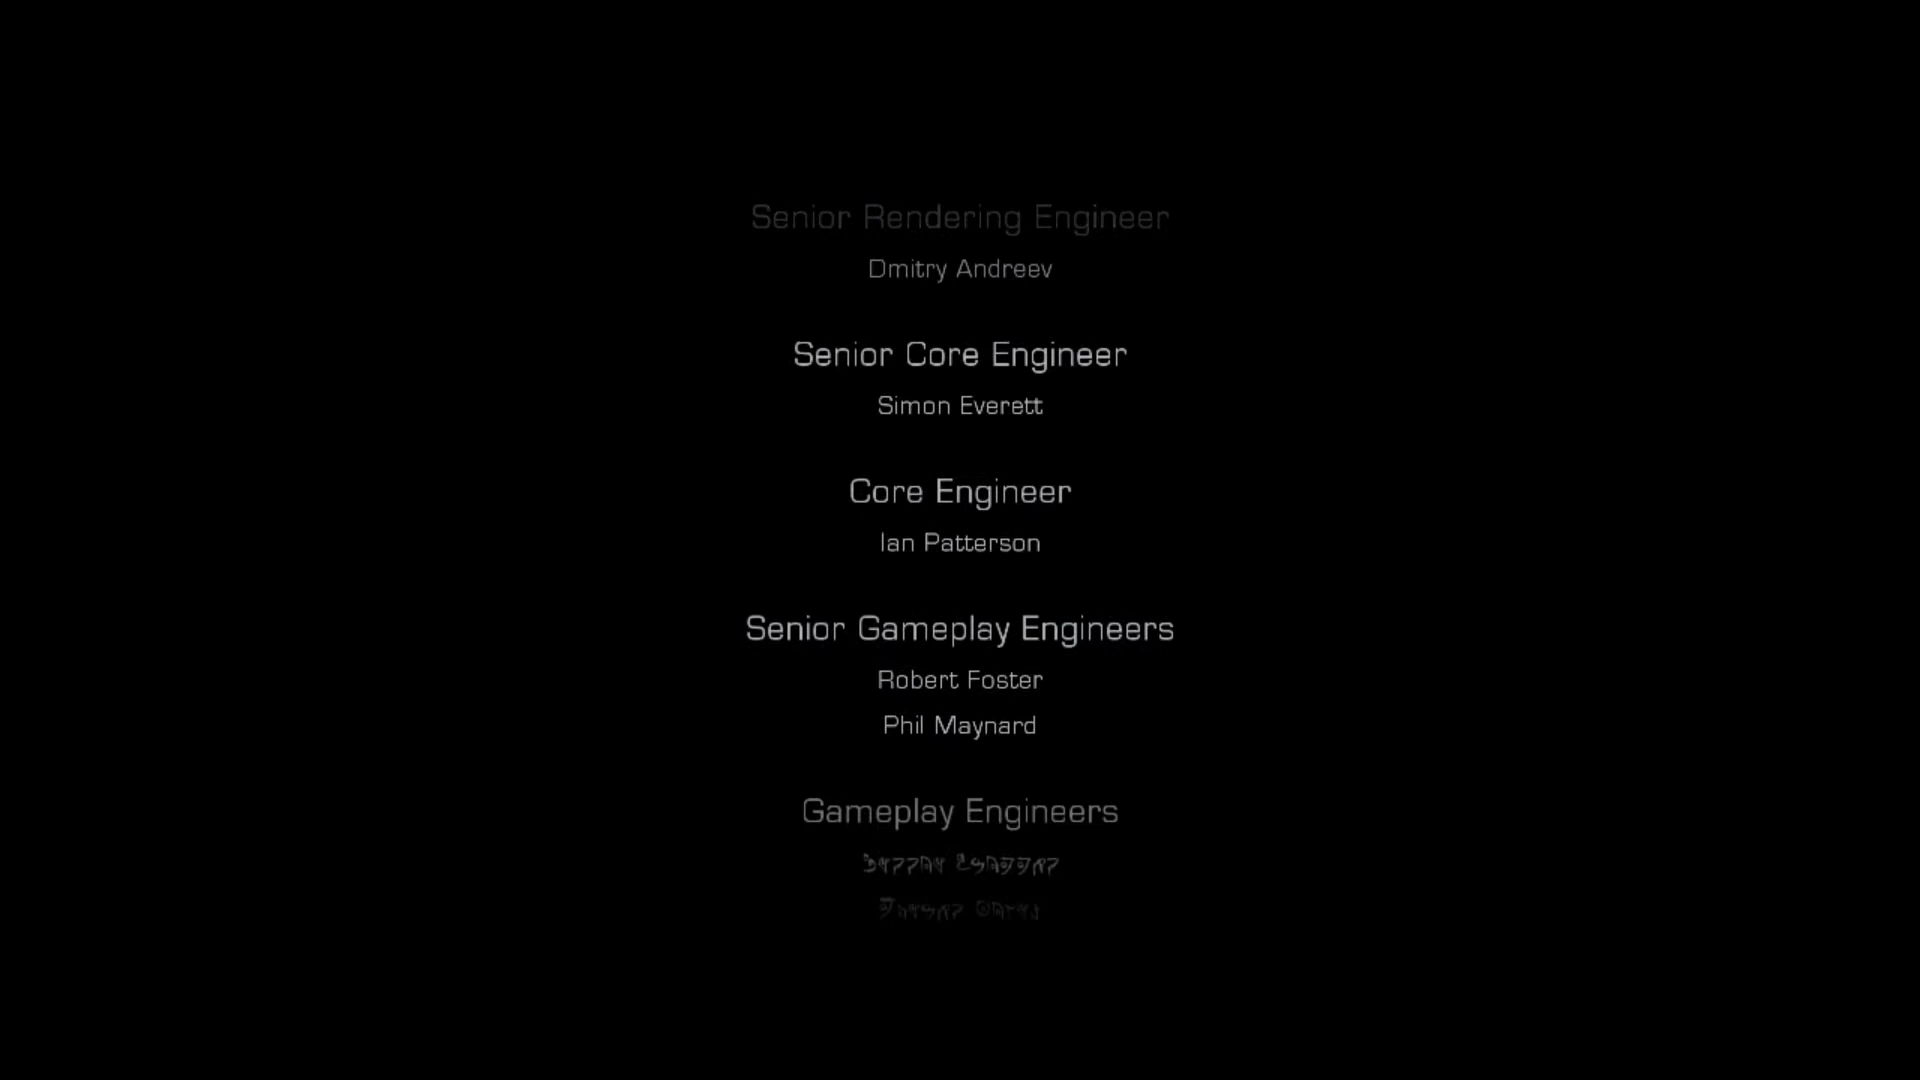 Senior Rendering Engineer
Dmitry Andreev
Senior Core Engineer
Simon Everett
Core Engineer
Ian Patterson
Senior Gameplay Engineers
Robert Foster
Phil Maynard
Gameplay Engineers